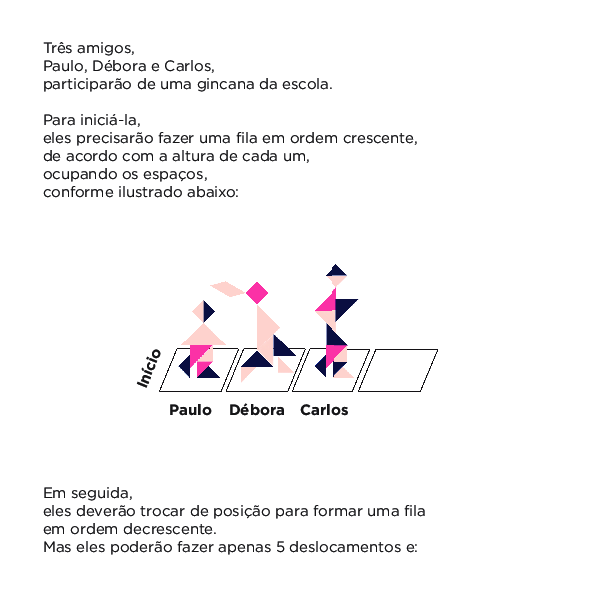 Três amigos,
Paulo, Débora e Carlos,
participarão de uma gincana da escola.
Para iniciá-la,
eles precisarão fazer uma fila em ordem crescente,
de acordo com a altura de cada um,
ocupando os espaços,
conforme ilustrado abaixo:
Início
Paulo Débora Carlos
Em seguida,
eles deverão trocar de posição para formar uma fila
em ordem decrescente.
Mas eles poderão fazer apenas 5 deslocamentos e: